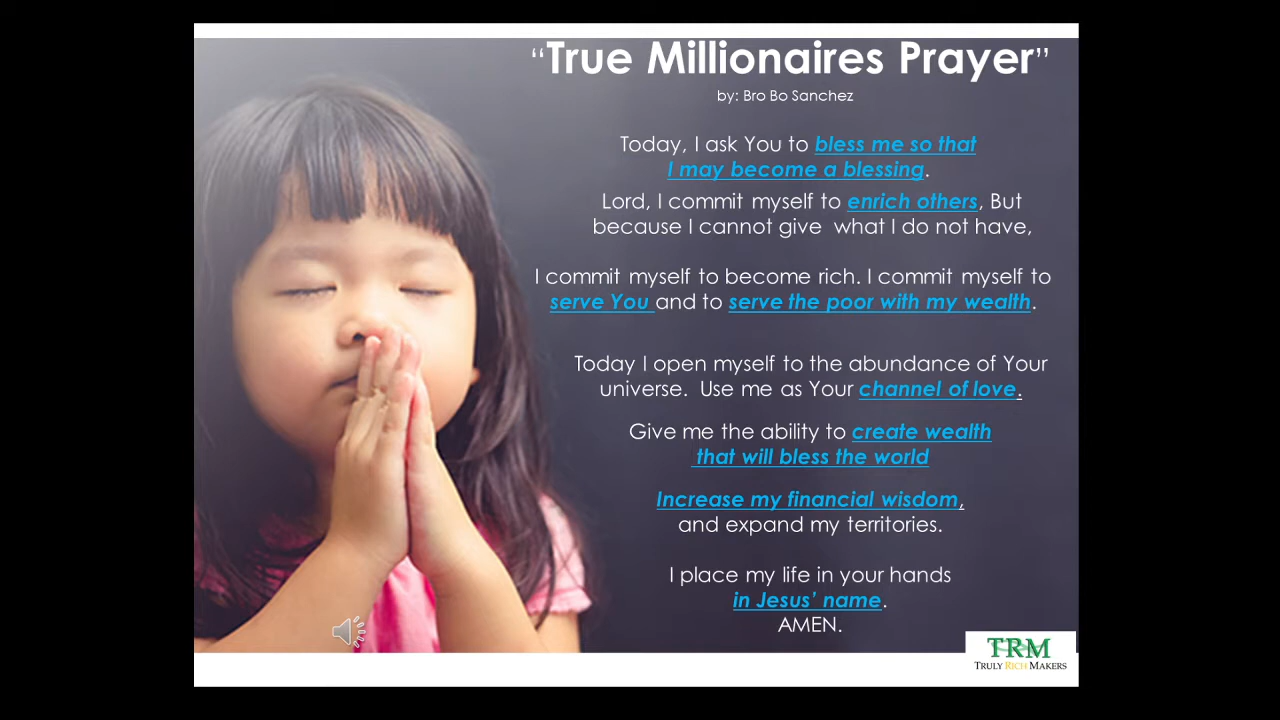 “True Millionaires Prayer”
by: Bro Bo Sanchez
Today, I ask You to bless me so that
I may become a blessing.
Lord, I commit myself to enrich others, But
because I cannot give what I do not have,
I commit myself to become rich. I commit myself to
serve You and to serve the poor with my wealth.
Today I open myself to the abundance of Your
universe. Use me as Your channel of love.
Give me the ability to create wealth
that will bless the world
Increase my financial wisdom,
and expand my territories.
I place my life in your hands
in Jesus’ name.
AMEN.
TRM
TRULY RICH MAKERS